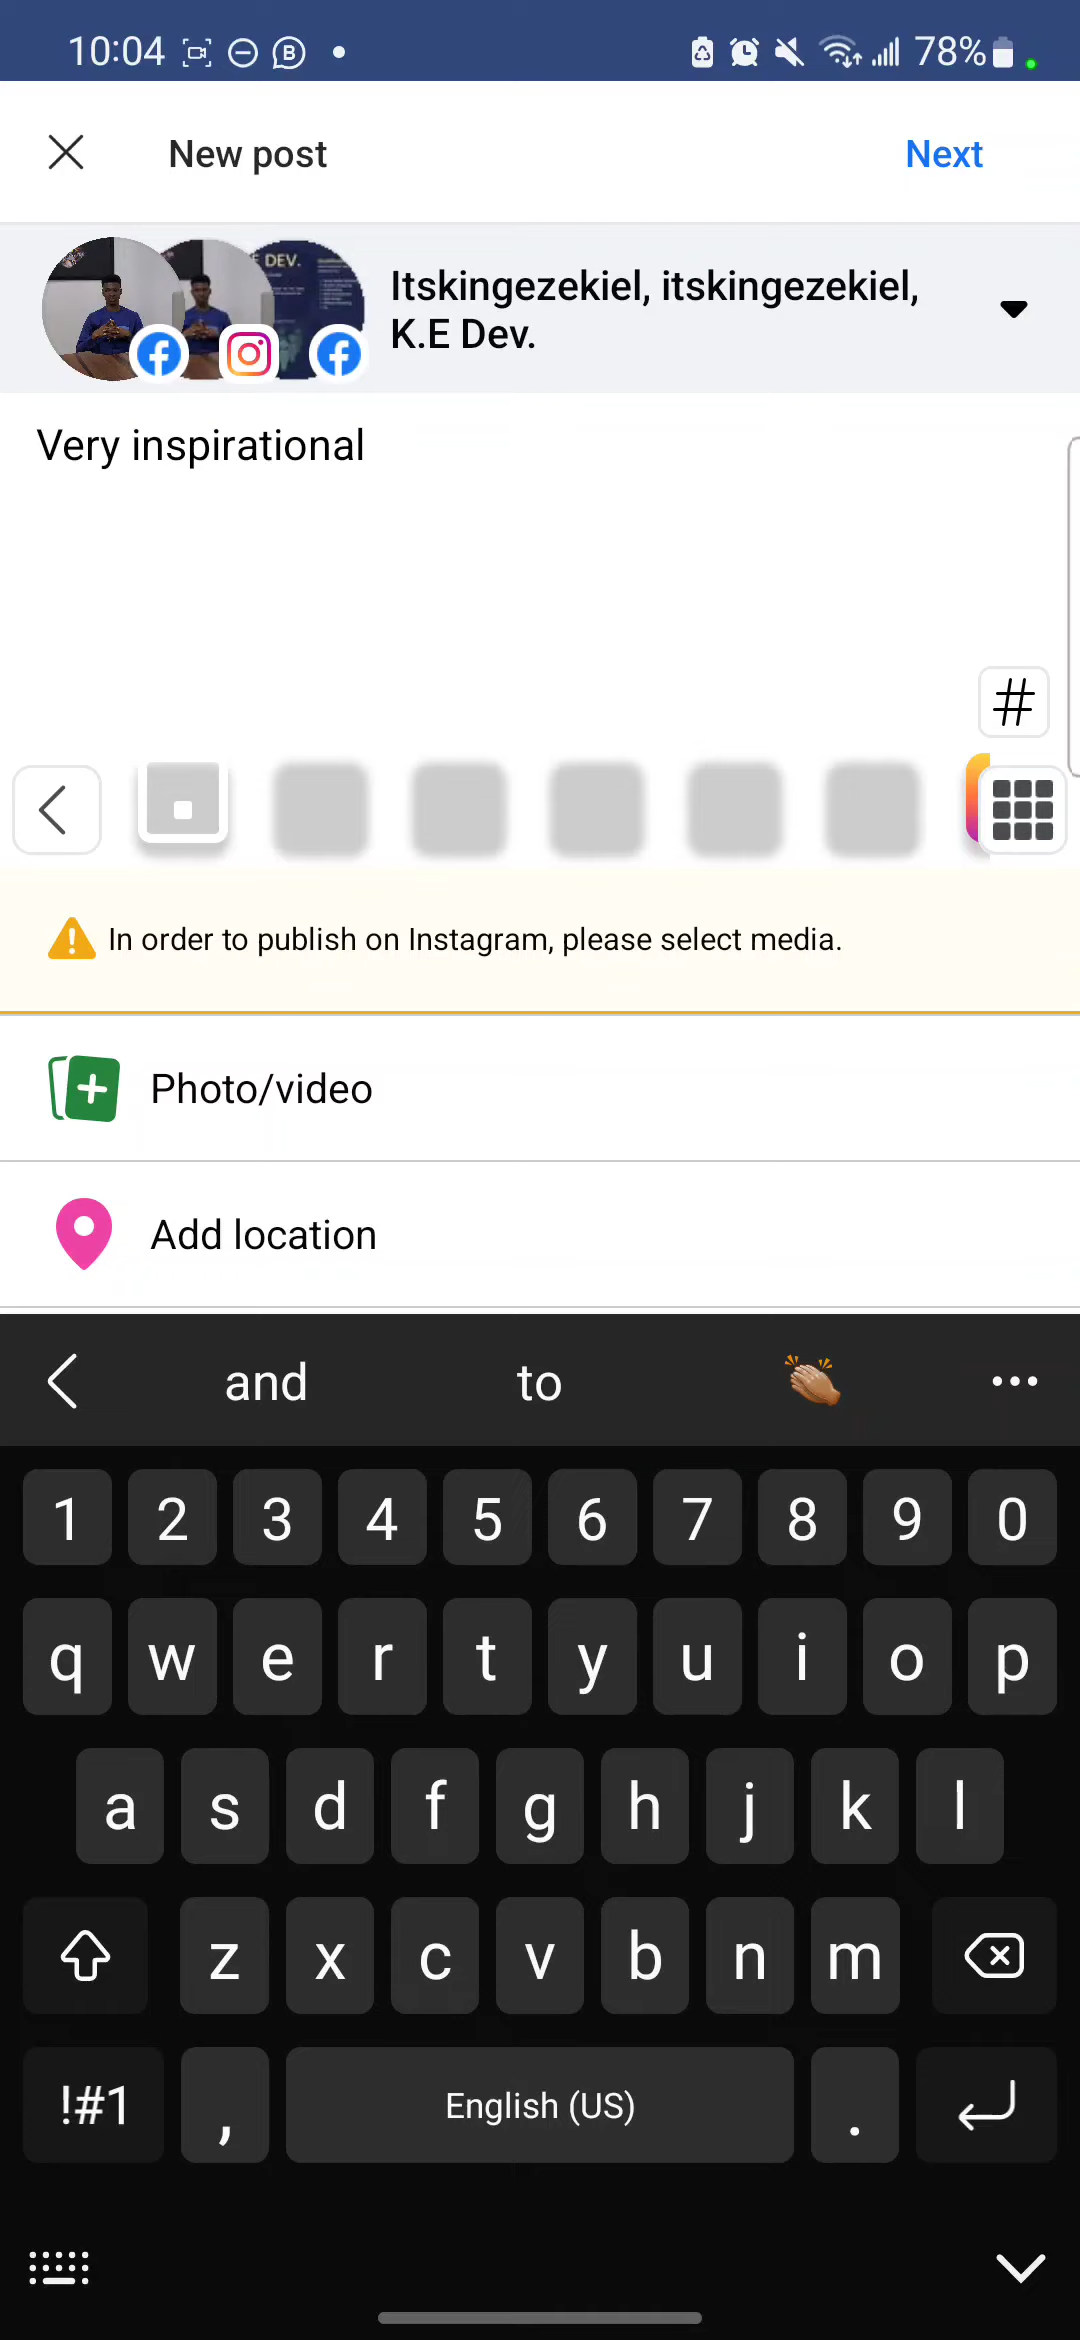 10:04
78%
New post
Next
E DEV.
Itskingezekiel, itskingezekiel,
K.E Dev.
Very inspirational
#
In order to publish on Instagram, please select media.
Photo/video
Add location
and to 👏🏽 ...
1 2 3 4 5 6 7 8 9 0
q w e r t y u i o p
a s d f g h j k l
z x c v b n m
!#1 , English (US) .